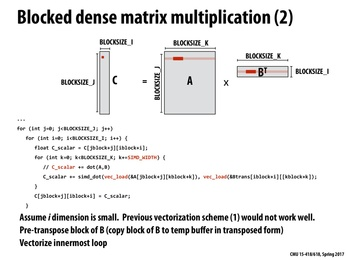 Blocked dense matrix multiplication (2)
BLOCKSIZE_I
BLOCKSIZE_K
BLOCKSIZE_K
BLOCKSIZE_J
C
=
BLOCKSIZE_J
A
X
Bᵀ
BLOCKSIZE_I
...
for (int j=0; j<BLOCKSIZE_J; j++)
for (int i=0; i<BLOCKSIZE_I; i++) {
float C_scalar = C[jblock+j][iblock+i];
for (int k=0; k<BLOCKSIZE_K; k+=SIMD_WIDTH) {
// C_scalar += dot(A,B)
C_scalar += simd_dot(vec_load(&A[jblock+j][kblock+k]), vec_load(&Btrans[iblock+i][[kblock+k]);
}
C[jblock+j][iblock+i] = C_scalar;
}
Assume i dimension is small. Previous vectorization scheme (1) would not work well.
Pre-transpose block of B (copy block of B to temp buffer in transposed form)
Vectorize innermost loop
CMU 15-418/618, Spring 2017